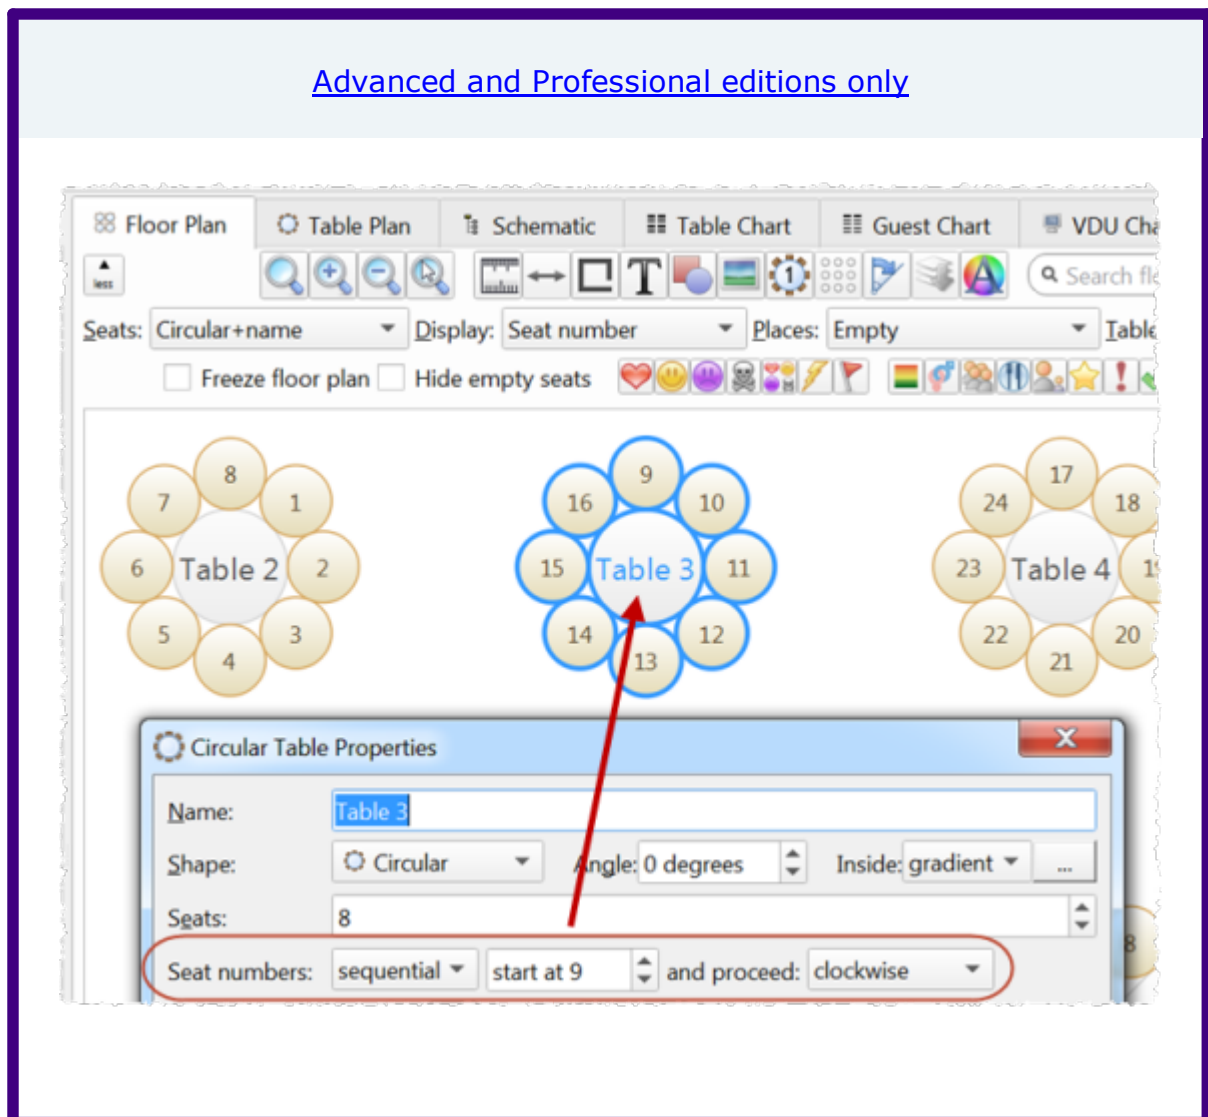 Advanced and Professional editions only
Floor Plan Table Plan Schematic Table Chart Guest Chart VDU
less T 1 A Search
Seats: Circular+name Display: Seat number Places: Empty
Freeze floor plan Hide empty seats
8 9 17
7 1 16 10 24 18
6 Table 2 2 15 Table 3 11 23 Table 4
5 3 14 12 22 20
4 13 21
Circular Table Properties X
Name: Table 3
Shape: Circular Angle: 0 degrees Inside: gradient ...
Seats: 8
8
Seat numbers: sequential start at 9 and proceed: clockwise